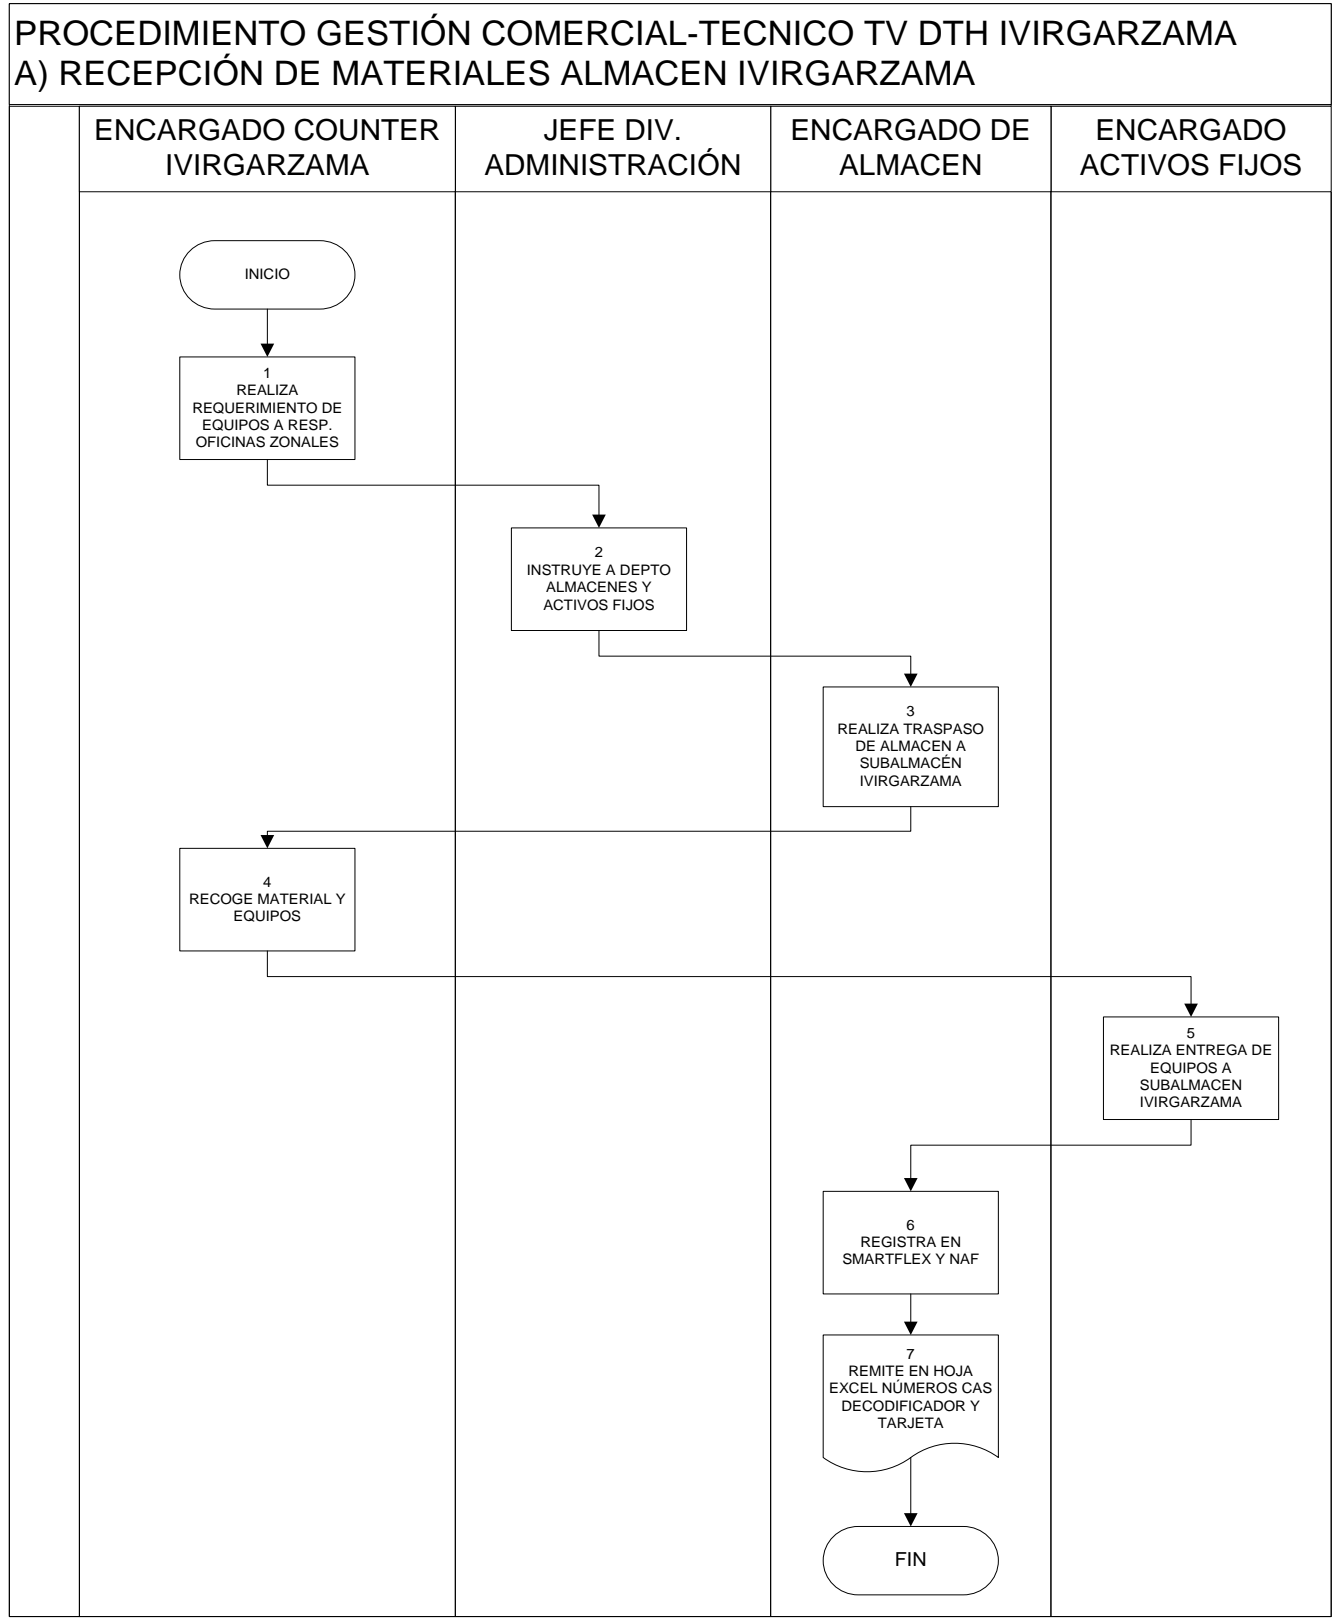 PROCEDIMIENTO GESTIÓN COMERCIAL-TECNICO TV DTH IVIRGARZAMA
A) RECEPCIÓN DE MATERIALES ALMACEN IVIRGARZAMA
ENCARGADO COUNTER
IVIRGARZAMA
JEFE DIV.
ADMINISTRACIÓN
ENCARGADO DE
ALMACEN
ENCARGADO
ACTIVOS FIJOS
INICIO
1
REALIZA
REQUERIMIENTO DE
EQUIPOS A RESP.
OFICINAS ZONALES
2
INSTRUYE A DEPTO
ALMACENES Y
ACTIVOS FIJOS
3
REALIZA TRASPASO
DE ALMACEN A
SUBALMACÉN
IVIRGARZAMA
4
RECOGE MATERIAL Y
EQUIPOS
5
REALIZA ENTREGA DE
EQUIPOS A
SUBALMACEN
IVIRGARZAMA
6
REGISTRA EN
SMARTFLEX Y NAF
7
REMITE EN HOJA
EXCEL NÚMEROS CAS
DECODIFICADOR Y
TARJETA
FIN